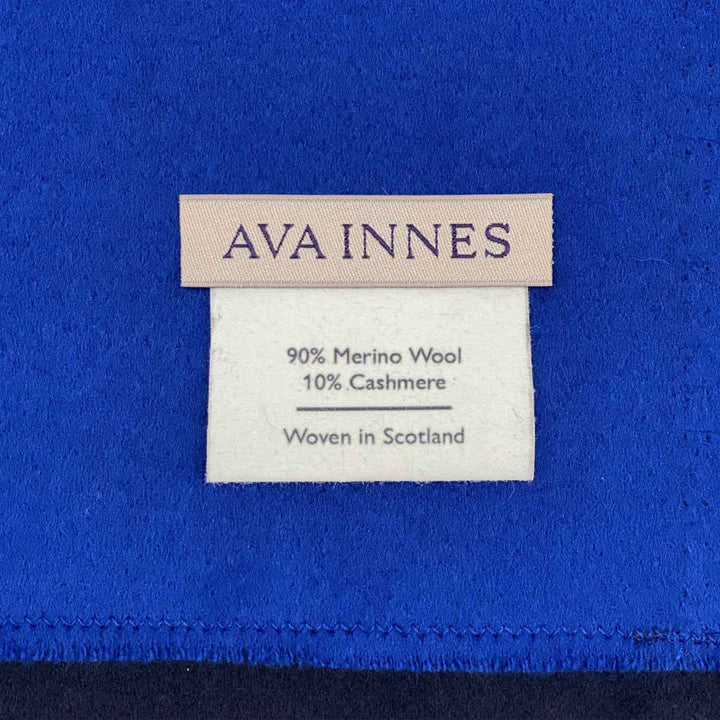 AVA INNES
90% Merino Wool
10% Cashmere
Woven in Scotland